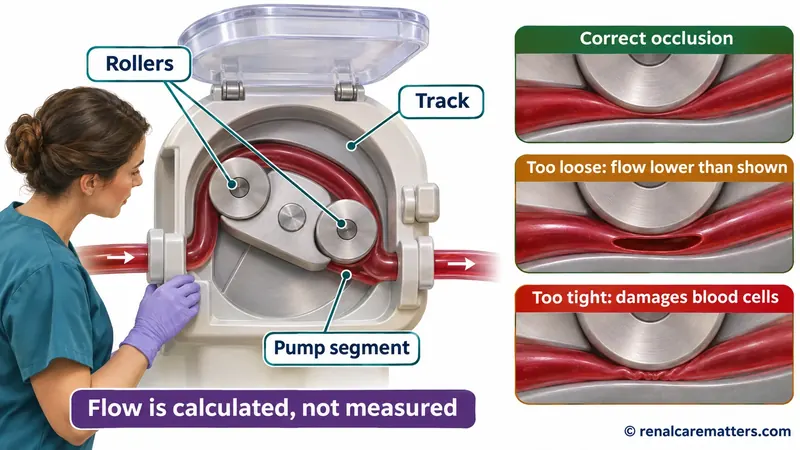 Rollers
Track
Pump segment
Flow is calculated, not measured
Correct occlusion
Too loose: flow lower than shown
Too tight: damages blood cells
© renalcarematters.com